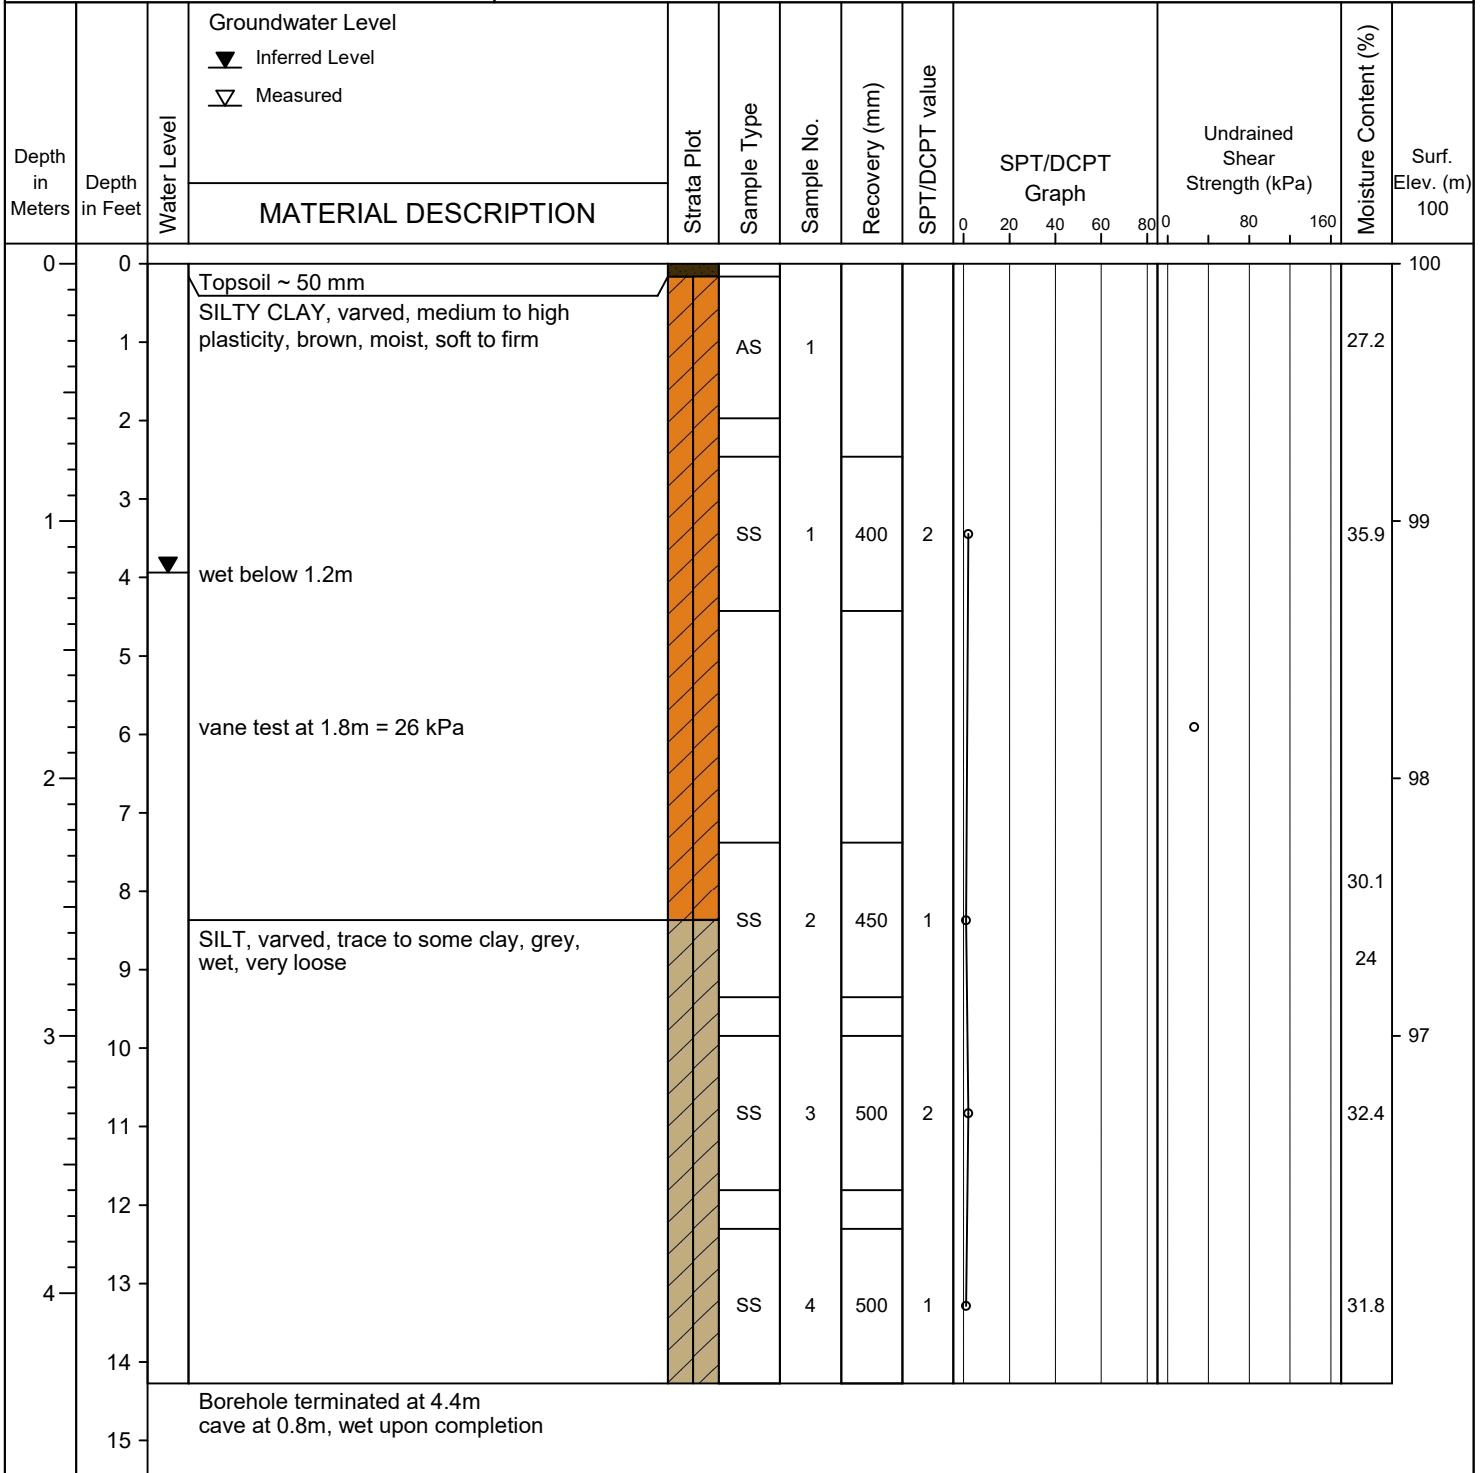 Groundwater Level
Inferred Level
Measured
Depth
in
Meters
Depth
in Feet
Water Level
MATERIAL DESCRIPTION
Strata Plot
Sample Type
Sample No.
Recovery (mm)
SPT/DCPT value
SPT/DCPT
Graph
0 20 40 60 80
Undrained
Shear
Strength (kPa)
0 80 160
Moisture Content (%)
Surf.
Elev. (m)
100
0 0 100
Topsoil ~ 50 mm
SILTY CLAY, varved, medium to high
plasticity, brown, moist, soft to firm
1 AS 1 27.2
2
3
1 99
SS 1 400 2 35.9
4 wet below 1.2m
5
6 vane test at 1.8m = 26 kPa
2 98
7
8 30.1
SS 2 450 1
SILT, varved, trace to some clay, grey,
wet, very loose
24
9
3 97
10
11 SS 3 500 2 32.4
12
13
4
SS 4 500 1 31.8
14
Borehole terminated at 4.4m
cave at 0.8m, wet upon completion
15